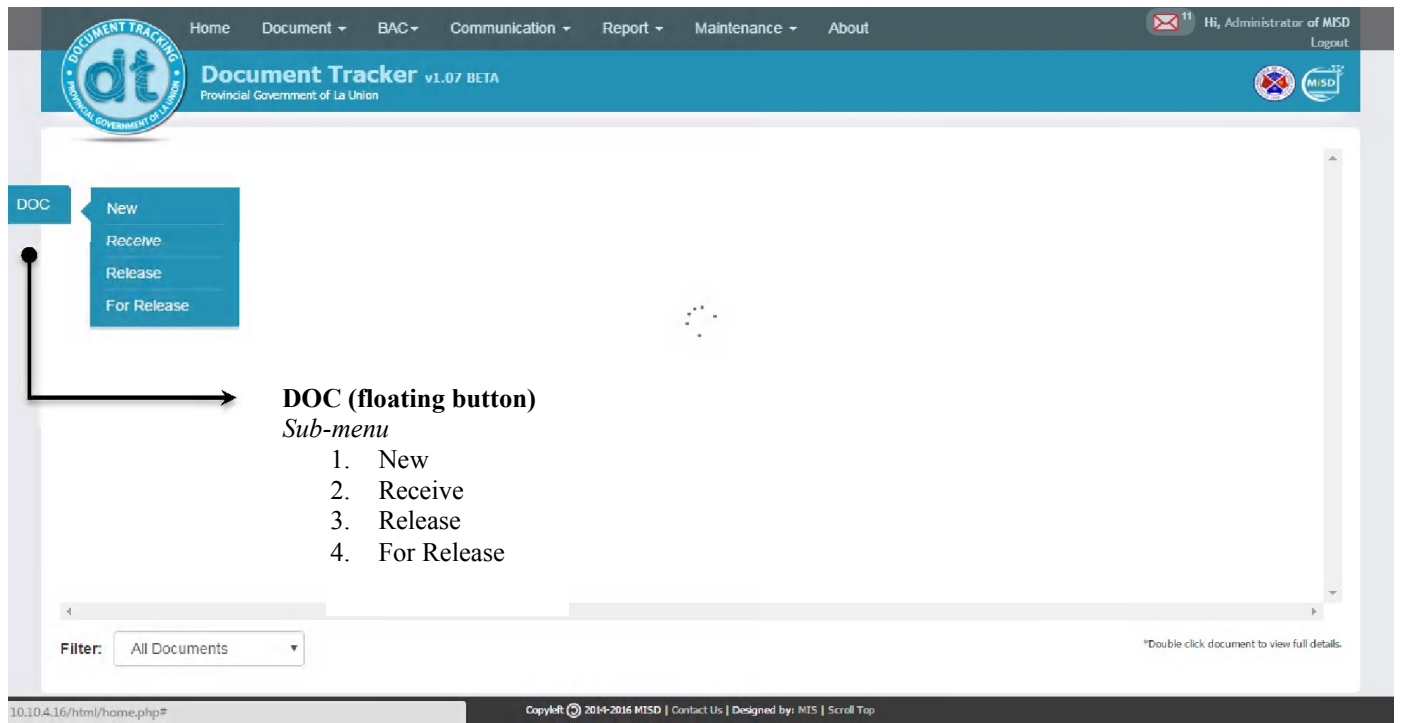 Home Document BAC Communication Report Maintenance About
11 Hi, Administrator of MISD
Logout
DOCUMENT TRACKING
dt
PROVINCIAL GOVERNMENT OF LA UNION
Document Tracker v1.07 BETA
Provincial Government of La Union
MISD
DOC
New
Receive
Release
For Release
DOC (floating button)
Sub-menu
1. New
2. Receive
3. Release
4. For Release
Filter: All Documents
*Double click document to view full details.
10.10.4.16/html/home.php#
Copyleft 2014-2016 MISD | Contact Us | Designed by: MIS | Scroll Top